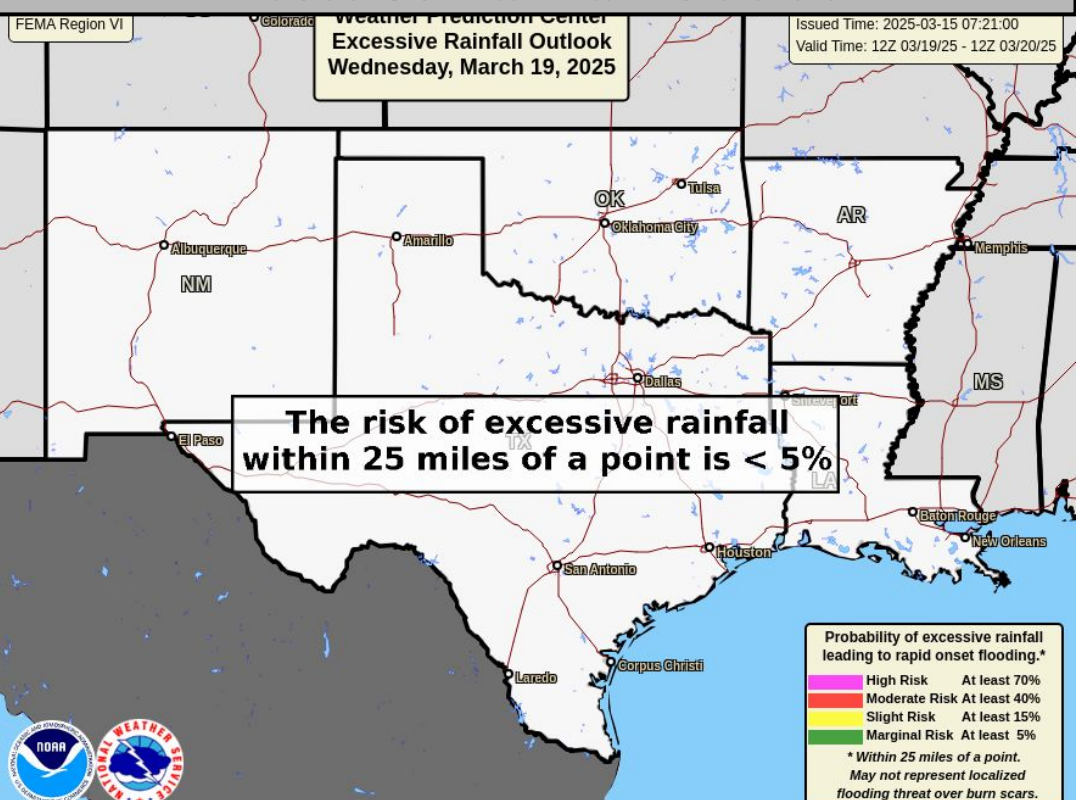 FEMA Region VI
Colorado
Weather Prediction Center
Excessive Rainfall Outlook
Wednesday, March 19, 2025
Issued Time: 2025-03-15 07:21:00
Valid Time: 12Z 03/19/25 - 12Z 03/20/25
OK
Tulsa
AR
Oklahoma City
Albuquerque
Amarillo
Memphis
NM
Dallas
MS
Shreveport
The risk of excessive rainfall
within 25 miles of a point is < 5%
El Paso
TX
LA
Baton Rouge
New Orleans
Houston
San Antonio
Corpus Christi
Laredo
Probability of excessive rainfall
leading to rapid onset flooding.*
High Risk At least 70%
Moderate Risk At least 40%
Slight Risk At least 15%
Marginal Risk At least 5%
* Within 25 miles of a point.
May not represent localized
flooding threat over burn scars.
NOAA
NATIONAL WEATHER SERVICE